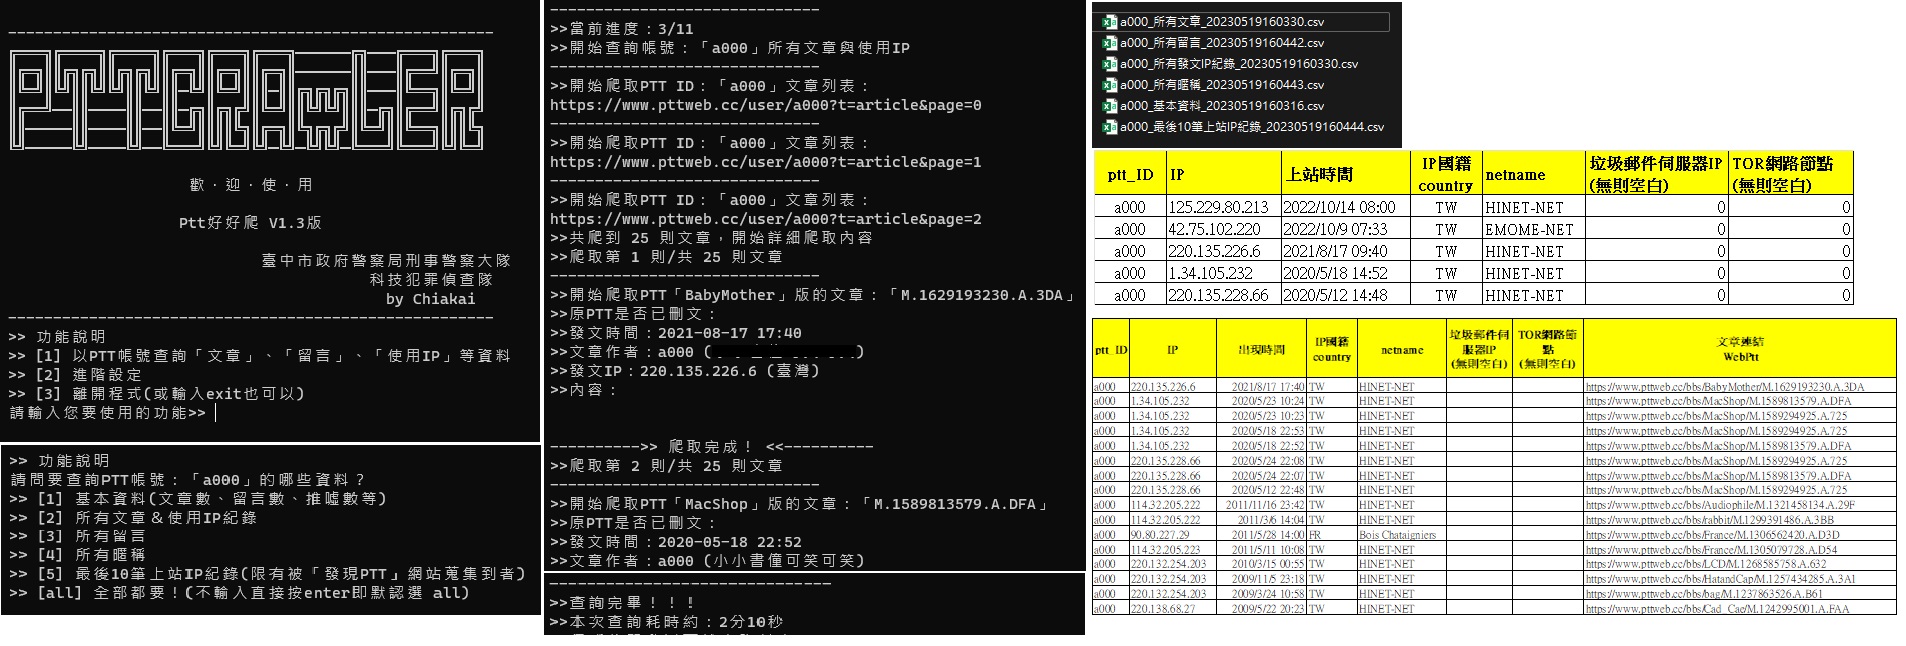 PTTCRAWLER
歡.迎.使.用
Ptt好好爬 V1.3版
臺中市政府警察局刑事警察大隊
科技犯罪偵查隊
by Chiakai
>> 功能說明
>> [1] 以PTT帳號查詢「文章」、「留言」、「使用IP」等資料
>> [2] 進階設定
>> [3] 離開程式(或輸入exit也可以)
請輸入您要使用的功能>>
>> 功能說明
請問要查詢PTT帳號：「a000」的哪些資料？
>> [1] 基本資料(文章數、留言數、推噓數等)
>> [2] 所有文章＆使用IP紀錄
>> [3] 所有留言
>> [4] 所有暱稱
>> [5] 最後10筆上站IP紀錄(限有被「發現PTT」網站蒐集到者)
>> [all] 全部都要！(不輸入直接按enter即默認選 all)
------------------------------
>>當前進度：3/11
>>開始查詢帳號：「a000」所有文章與使用IP
------------------------------
>>開始爬取PTT ID：「a000」文章列表：
https://www.pttweb.cc/user/a000?t=article&page=0
------------------------------
>>開始爬取PTT ID：「a000」文章列表：
https://www.pttweb.cc/user/a000?t=article&page=1
------------------------------
>>開始爬取PTT ID：「a000」文章列表：
https://www.pttweb.cc/user/a000?t=article&page=2
>>共爬到 25 則文章，開始詳細爬取內容
>>爬取第 1 則/共 25 則文章
------------------------------
>>開始爬取PTT「BabyMother」版的文章：「M.1629193230.A.3DA」
>>原PTT是否已刪文：
>>發文時間：2021-08-17 17:40
>>文章作者：a000 ( )
>>發文IP：220.135.226.6 (臺灣)
>>內容：
---------->> 爬取完成！ <<----------
>>爬取第 2 則/共 25 則文章
------------------------------
>>開始爬取PTT「MacShop」版的文章：「M.1589813579.A.DFA」
>>原PTT是否已刪文：
>>發文時間：2020-05-18 22:52
>>文章作者：a000 (小小書僮可笑可笑)
------------------------------
>>查詢完畢！！！
>>本次查詢耗時約：2分10秒
a000_所有文章_20230519160330.csv
a000_所有留言_20230519160442.csv
a000_所有發文IP紀錄_20230519160330.csv
a000_所有暱稱_20230519160443.csv
a000_基本資料_20230519160316.csv
a000_最後10筆上站IP紀錄_20230519160444.csv
ptt_ID IP 上站時間 IP國籍 country netname 垃圾郵件伺服器IP (無則空白) TOR網路節點 (無則空白)
a000 125.229.80.213 2022/10/14 08:00 TW HINET-NET 0 0
a000 42.75.102.220 2022/10/9 07:33 TW EMOME-NET 0 0
a000 220.135.226.6 2021/8/17 09:40 TW HINET-NET 0 0
a000 1.34.105.232 2020/5/18 14:52 TW HINET-NET 0 0
a000 220.135.228.66 2020/5/12 14:48 TW HINET-NET 0 0
ptt_ID IP 出現時間 IP國籍 country netname 垃圾郵件伺服器IP (無則空白) TOR網路節點 (無則空白) 文章連結 WebPtt
a000 220.135.226.6 2021/8/17 17:40 TW HINET-NET https://www.pttweb.cc/bbs/BabyMother/M.1629193230.A.3DA
a000 1.34.105.232 2020/5/23 10:24 TW HINET-NET https://www.pttweb.cc/bbs/MacShop/M.1589813579.A.DFA
a000 1.34.105.232 2020/5/23 10:23 TW HINET-NET https://www.pttweb.cc/bbs/MacShop/M.1589294925.A.725
a000 1.34.105.232 2020/5/18 22:53 TW HINET-NET https://www.pttweb.cc/bbs/MacShop/M.1589294925.A.725
a000 1.34.105.232 2020/5/18 22:52 TW HINET-NET https://www.pttweb.cc/bbs/MacShop/M.1589813579.A.DFA
a000 220.135.228.66 2020/5/24 22:08 TW HINET-NET https://www.pttweb.cc/bbs/MacShop/M.1589294925.A.725
a000 220.135.228.66 2020/5/24 22:07 TW HINET-NET https://www.pttweb.cc/bbs/MacShop/M.1589813579.A.DFA
a000 220.135.228.66 2020/5/12 22:48 TW HINET-NET https://www.pttweb.cc/bbs/MacShop/M.1589294925.A.725
a000 114.32.205.222 2011/11/16 23:42 TW HINET-NET https://www.pttweb.cc/bbs/Audiophile/M.1321458134.A.29F
a000 114.32.205.222 2011/3/6 14:04 TW HINET-NET https://www.pttweb.cc/bbs/rabbit/M.1299391486.A.3BB
a000 90.80.227.29 2011/5/28 14:00 FR Bois Chataigniers https://www.pttweb.cc/bbs/France/M.1306562420.A.D3D
a000 114.32.205.223 2011/5/11 10:08 TW HINET-NET https://www.pttweb.cc/bbs/France/M.1305079728.A.D54
a000 220.132.254.203 2010/3/15 00:55 TW HINET-NET https://www.pttweb.cc/bbs/LCD/M.1268585758.A.632
a000 220.132.254.203 2009/11/5 23:18 TW HINET-NET https://www.pttweb.cc/bbs/HatandCap/M.1257434285.A.3A1
a000 220.132.254.203 2009/3/24 10:58 TW HINET-NET https://www.pttweb.cc/bbs/bag/M.1237863526.A.B61
a000 220.138.68.27 2009/5/22 20:23 TW HINET-NET https://www.pttweb.cc/bbs/Cad_Cae/M.1242995001.A.FAA